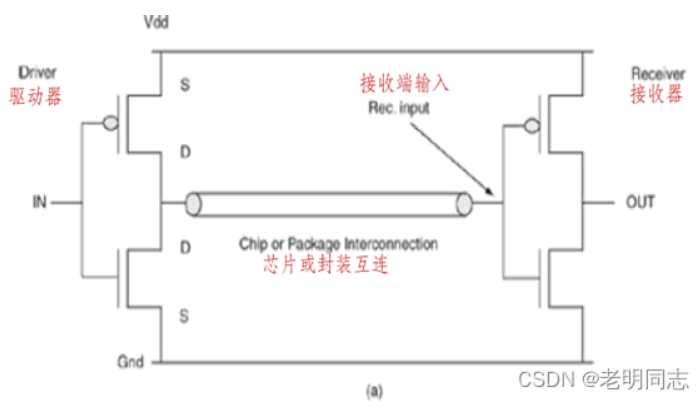 Vdd
Driver
驱动器
S
接收端输入
Rec. input
Receiver
接收器
D
IN
OUT
D
Chip or Package Interconnection
芯片或封装互连
S
Gnd
(a)
CSDN @老明同志